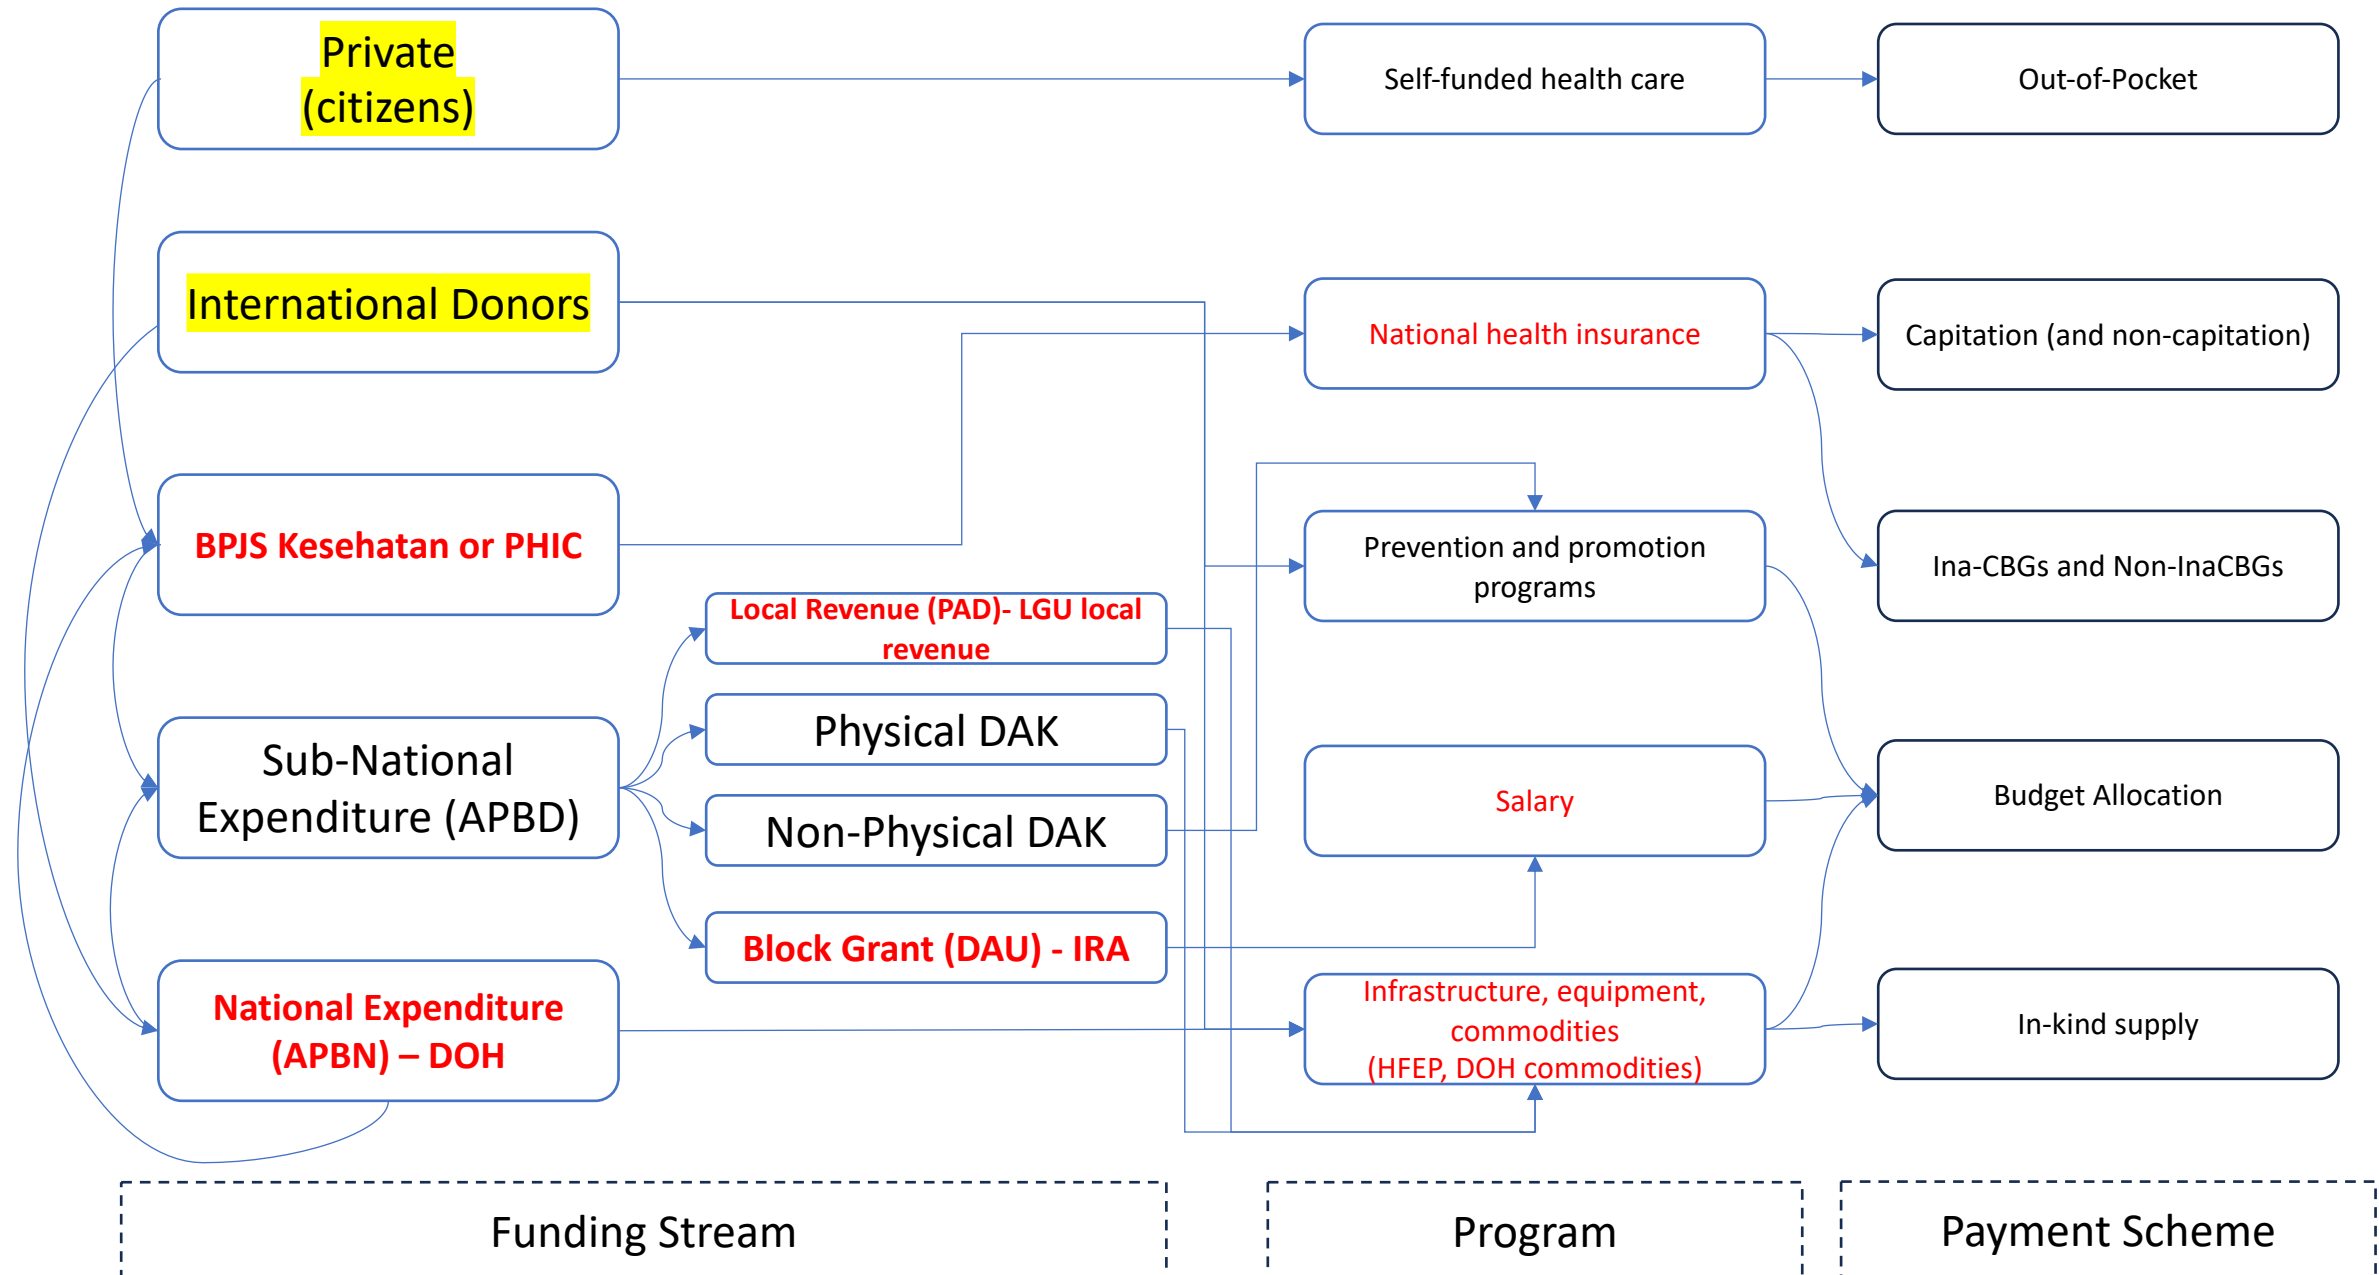 Private
(citizens)
Self-funded health care
Out-of-Pocket
International Donors
National health insurance
Capitation (and non-capitation)
BPJS Kesehatan or PHIC
Prevention and promotion
programs
Ina-CBGs and Non-InaCBGs
Local Revenue (PAD)- LGU local
revenue
Physical DAK
Sub-National
Expenditure (APBD)
Non-Physical DAK
Salary
Budget Allocation
Block Grant (DAU) - IRA
National Expenditure
(APBN) – DOH
Infrastructure, equipment,
commodities
(HFEP, DOH commodities)
In-kind supply
Funding Stream
Program
Payment Scheme